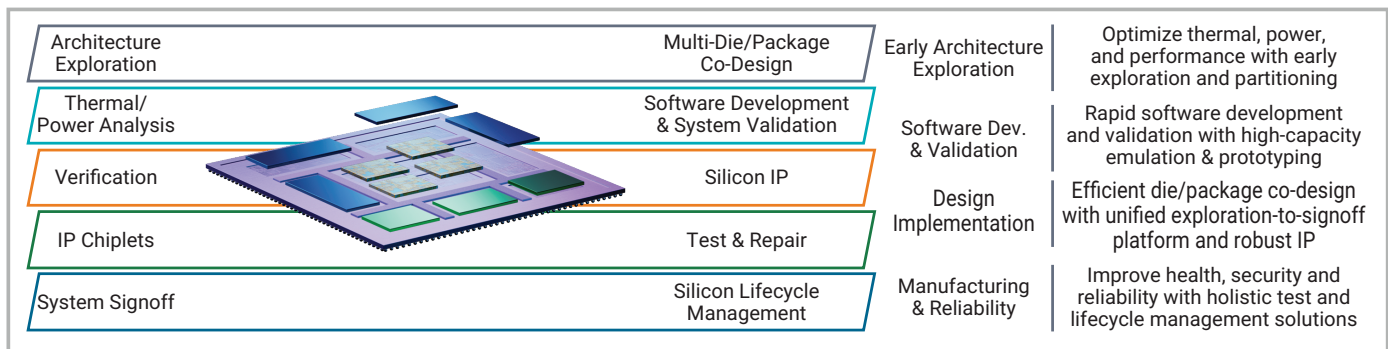 Architecture
Exploration
Multi-Die/Package
Co-Design
Thermal/
Power Analysis
Software Development
& System Validation
Verification
Silicon IP
IP Chiplets
Test & Repair
System Signoff
Silicon Lifecycle
Management
Early Architecture
Exploration
Optimize thermal, power,
and performance with early
exploration and partitioning
Software Dev.
& Validation
Rapid software development
and validation with high-capacity
emulation & prototyping
Design
Implementation
Efficient die/package co-design
with unified exploration-to-signoff
platform and robust IP
Manufacturing
& Reliability
Improve health, security and
reliability with holistic test and
lifecycle management solutions